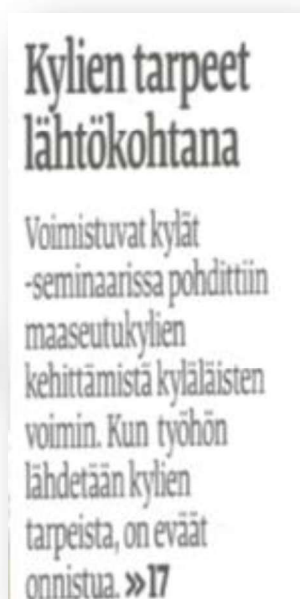 Kylien tarpeet
lähtökohtana
Voimistuvat kylät
-seminaarissa pohdittiin
maaseutukylien
kehittämistä kyläläisten
voimin. Kun työhön
lähdetään kylien
tarpeista, on eväät
onnistua. »17